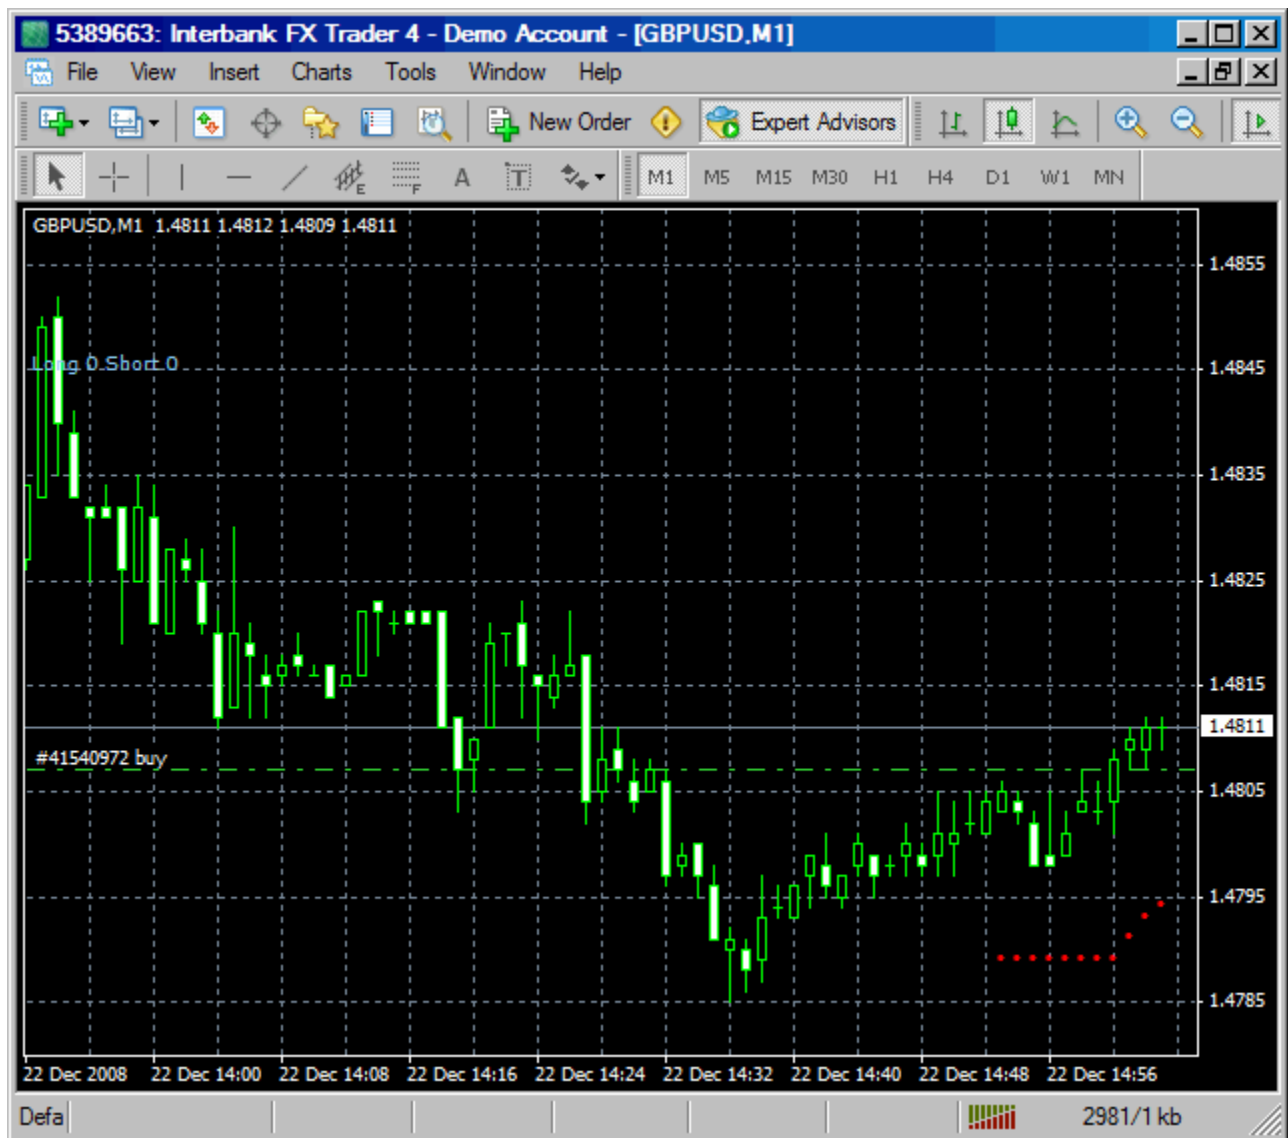 5389663: Interbank FX Trader 4 - Demo Account - [GBPUSD,M1]
File View Insert Charts Tools Window Help
New Order Expert Advisors
E F A T M1 M5 M15 M30 H1 H4 D1 W1 MN
GBPUSD,M1 1.4811 1.4812 1.4809 1.4811
1.4855
Long 0 Short 0
1.4845
1.4835
1.4825
1.4815
1.4811
#41540972 buy
1.4805
1.4795
1.4785
22 Dec 2008 22 Dec 14:00 22 Dec 14:08 22 Dec 14:16 22 Dec 14:24 22 Dec 14:32 22 Dec 14:40 22 Dec 14:48 22 Dec 14:56
Defa 2981/1 kb